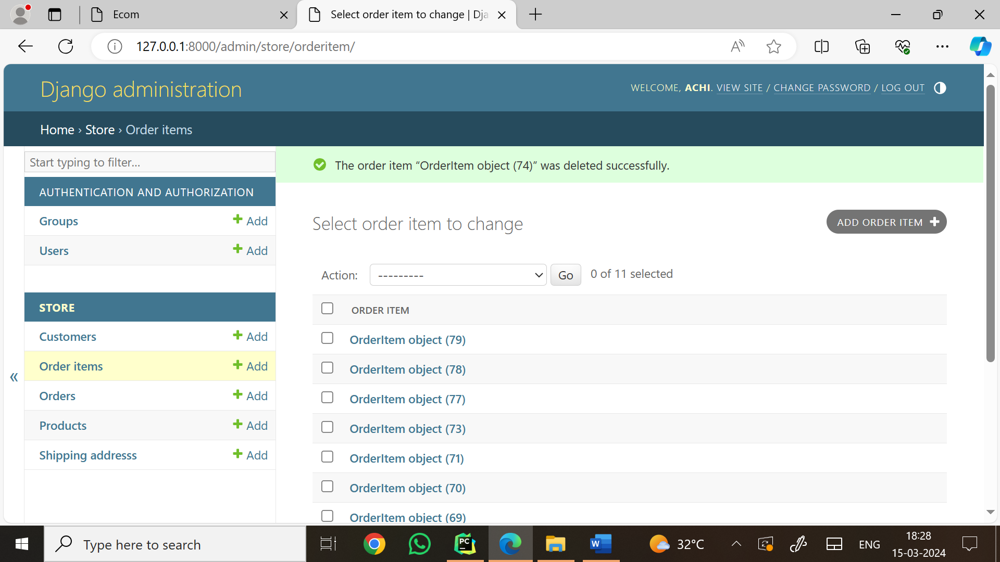 Ecom
Select order item to change | Dja
127.0.0.1:8000/admin/store/orderitem/
Django administration
WELCOME, ACHI. VIEW SITE / CHANGE PASSWORD / LOG OUT
Home › Store › Order items
Start typing to filter...
The order item “OrderItem object (74)” was deleted successfully.
AUTHENTICATION AND AUTHORIZATION
Groups
Add
Users
Add
STORE
Customers
Add
Order items
Add
Orders
Add
Products
Add
Shipping addresss
Add
«
Select order item to change
ADD ORDER ITEM
Action:
---------
Go
0 of 11 selected
ORDER ITEM
OrderItem object (79)
OrderItem object (78)
OrderItem object (77)
OrderItem object (73)
OrderItem object (71)
OrderItem object (70)
OrderItem object (69)
Type here to search
PC
W
32°C
ENG
18:28
15-03-2024